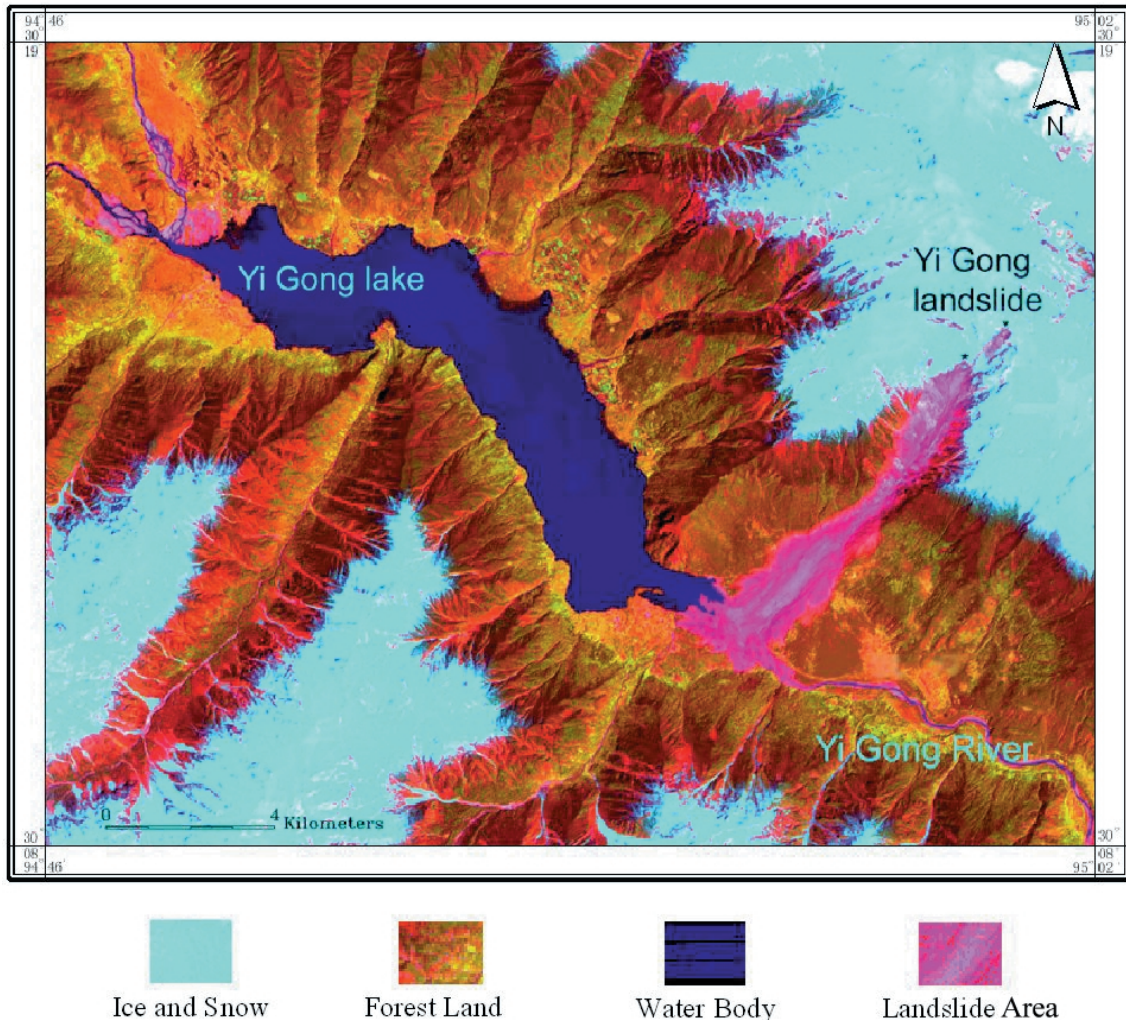 94° 46'
30°
19
95° 02
30°
19
N
Yi Gong lake
Yi Gong
landslide
Yi Gong River
0 4 Kilometers
30°
08
94° 46'
30°
08
95° 02
Ice and Snow
Forest Land
Water Body
Landslide Area